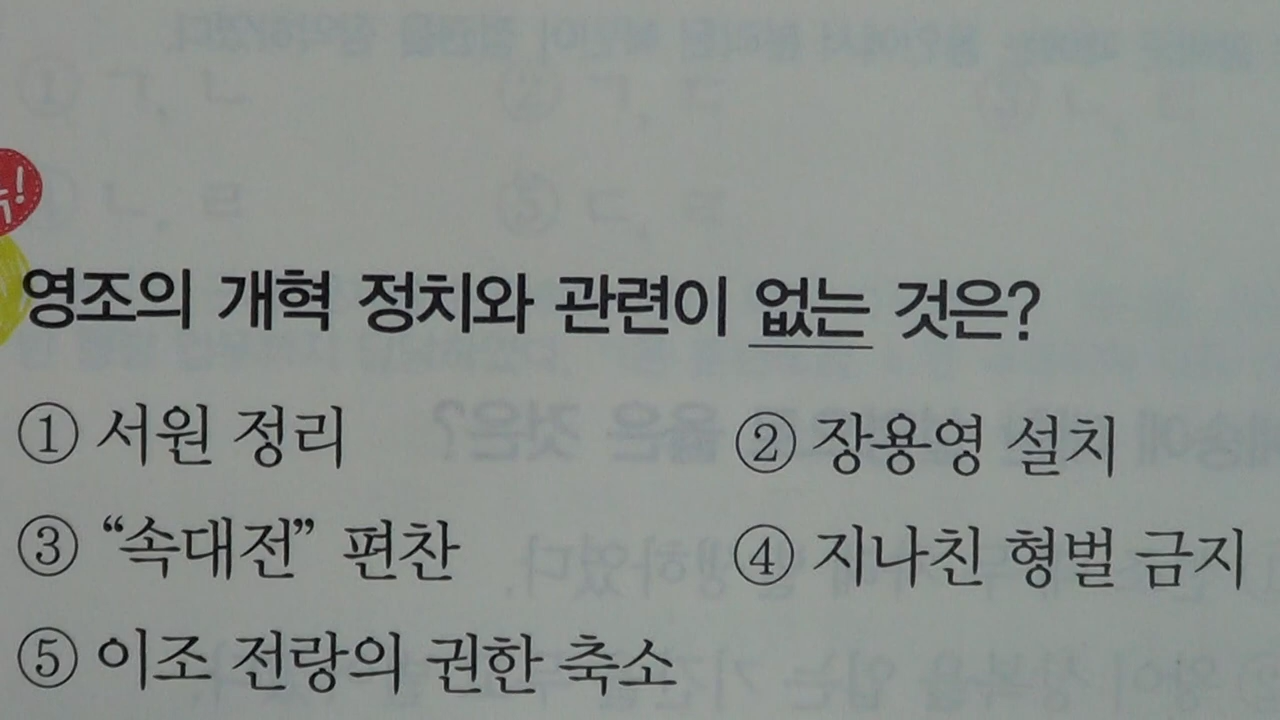 영조의 개혁 정치와 관련이 없는 것은?
① 서원 정리 ② 장용영 설치
③ “속대전” 편찬 ④ 지나친 형벌 금지
⑤ 이조 전랑의 권한 축소